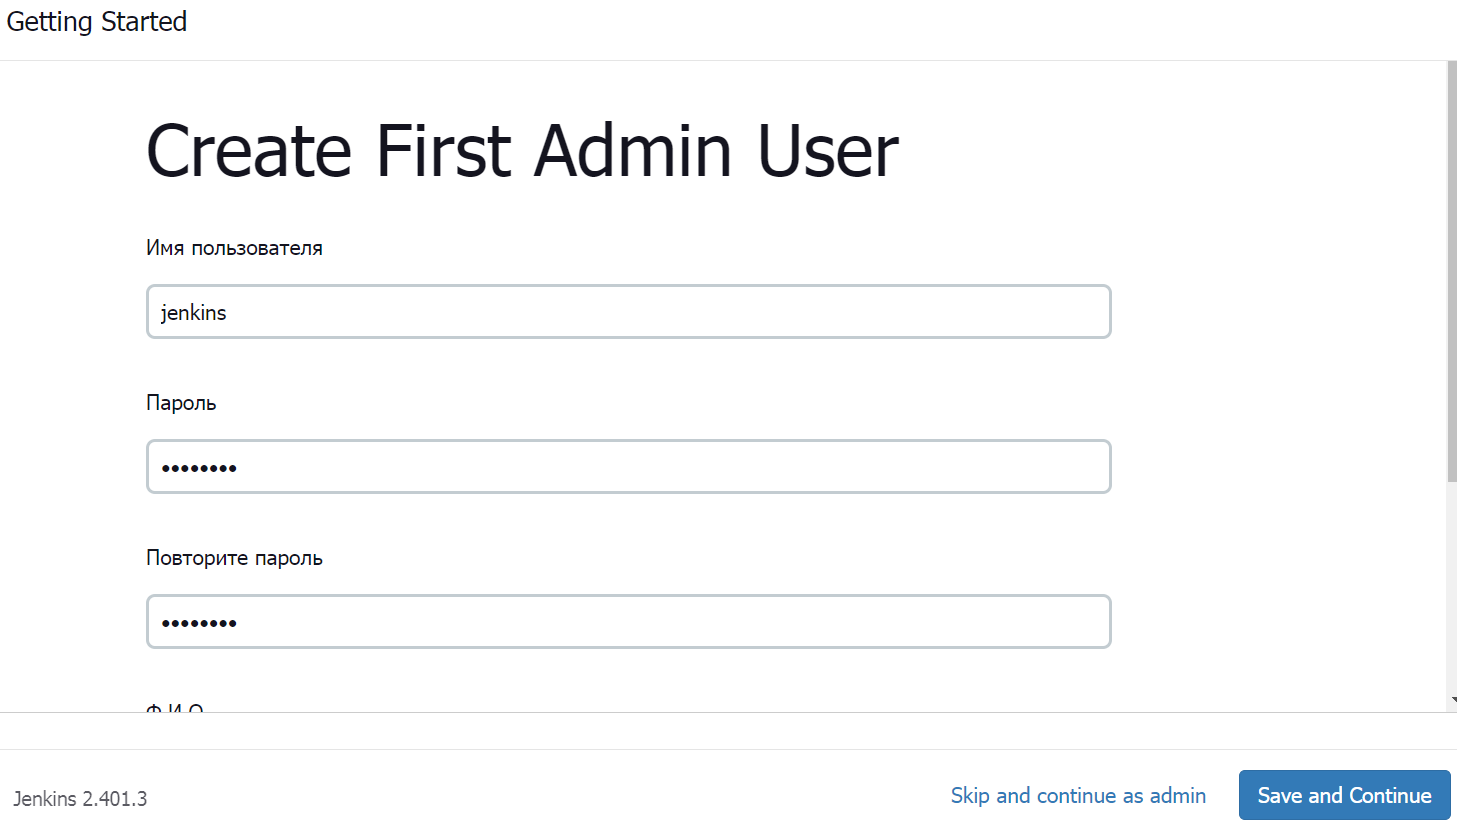 Getting Started
Create First Admin User
Имя пользователя
jenkins
Пароль
••••••••
Повторите пароль
••••••••
Ф.И.О.
Jenkins 2.401.3
Skip and continue as admin
Save and Continue